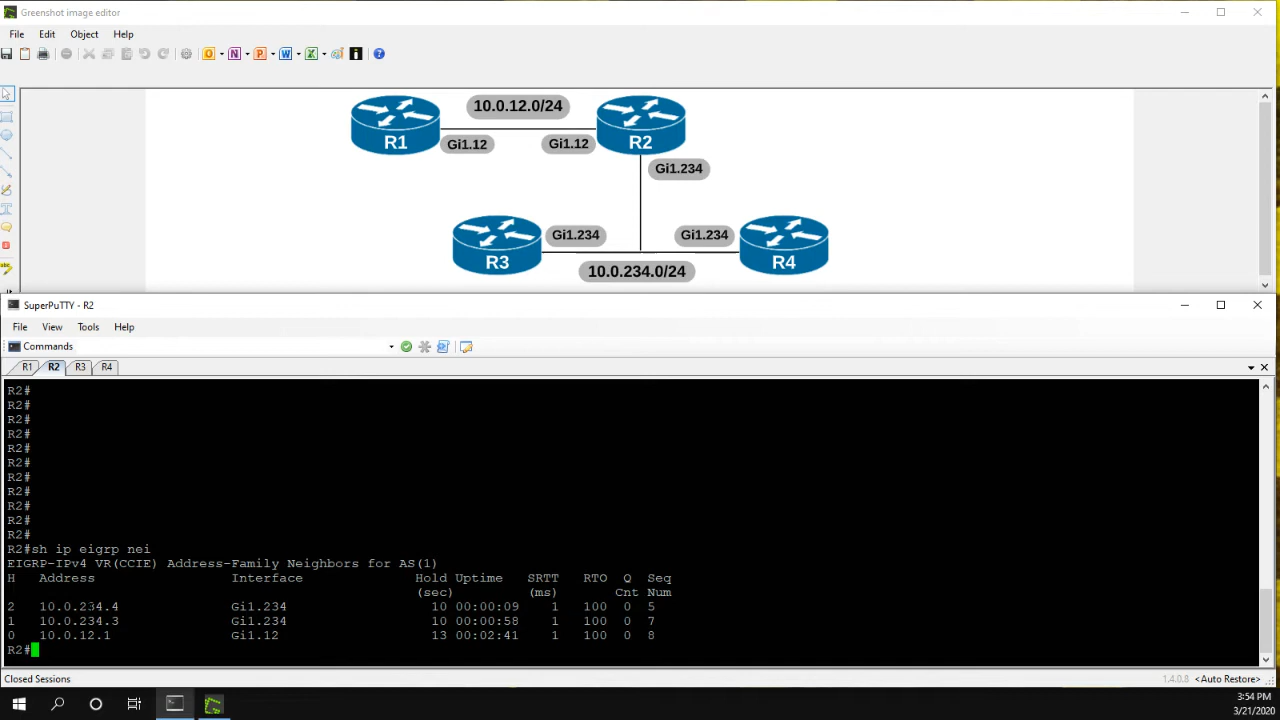 Greenshot image editor
File Edit Object Help
10.0.12.0/24
R1 R2
Gi1.12 Gi1.12
Gi1.234
Gi1.234 Gi1.234
R3 R4
10.0.234.0/24
SuperPuTTY - R2
File View Tools Help
Commands
R1 R2 R3 R4
R2#
R2#
R2#
R2#
R2#
R2#
R2#
R2#
R2#
R2#
R2#
R2#sh ip eigrp nei
EIGRP-IPv4 VR(CCIE) Address-Family Neighbors for AS(1)
H Address Interface Hold Uptime SRTT RTO Q Seq
(sec) (ms) Cnt Num
2 10.0.234.4 Gi1.234 10 00:00:09 1 100 0 5
1 10.0.234.3 Gi1.234 10 00:00:58 1 100 0 7
0 10.0.12.1 Gi1.12 13 00:02:41 1 100 0 8
R2#
Closed Sessions 1.4.0.8 <Auto Restore>
3:54 PM
3/21/2020